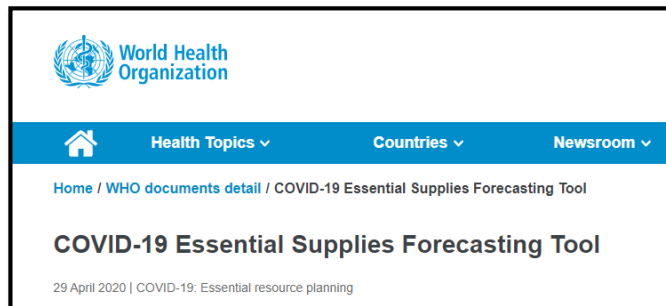 World Health
Organization
Health Topics Countries Newsroom
Home / WHO documents detail / COVID-19 Essential Supplies Forecasting Tool
COVID-19 Essential Supplies Forecasting Tool
29 April 2020 | COVID-19: Essential resource planning